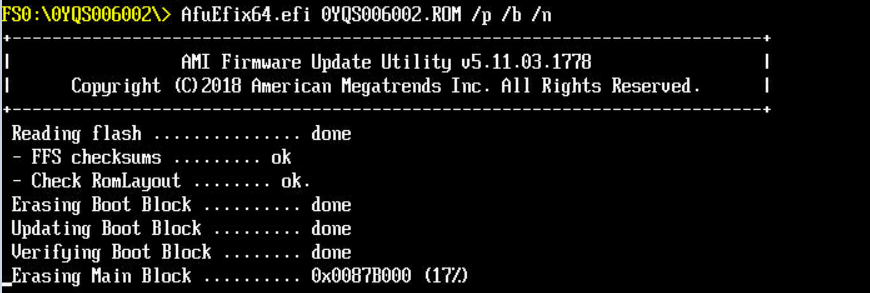 FS0:\0YQS006002\> AfuEfix64.efi 0YQS006002.ROM /p /b /n
+---------------------------------------------------------------------------+
| AMI Firmware Update Utility v5.11.03.1778 |
| Copyright (C)2018 American Megatrends Inc. All Rights Reserved. |
+---------------------------------------------------------------------------+
Reading flash ............... done
- FFS checksums ......... ok
- Check RomLayout ........ ok.
Erasing Boot Block .......... done
Updating Boot Block ......... done
Verifying Boot Block ........ done
Erasing Main Block .......... 0x0087B000 (17%)